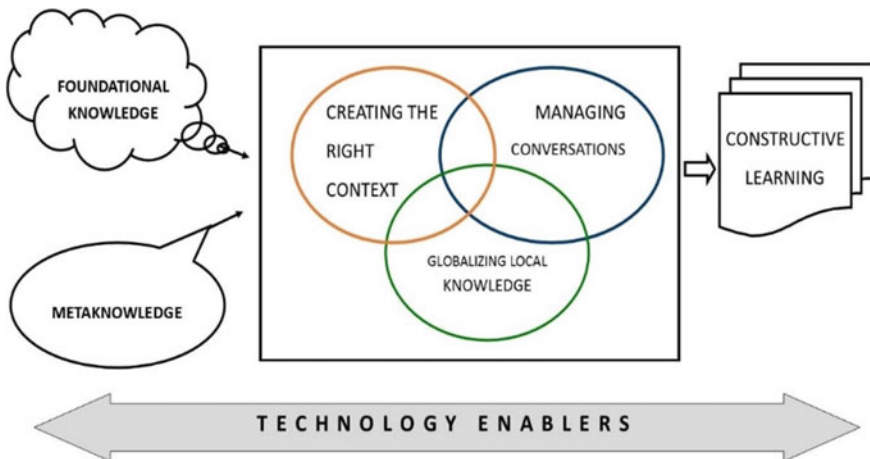 FOUNDATIONAL
KNOWLEDGE
METAKNOWLEDGE
CREATING THE
RIGHT
CONTEXT
MANAGING
CONVERSATIONS
GLOBALIZING LOCAL
KNOWLEDGE
CONSTRUCTIVE
LEARNING
TECHNOLOGY ENABLERS